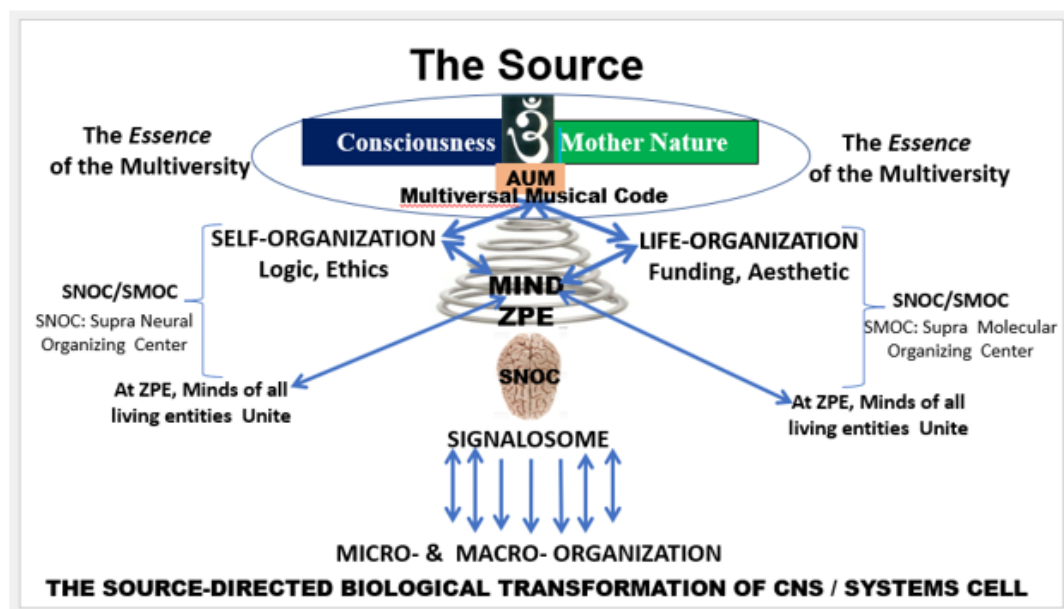 The Source
The Essence
of the Multiversity
Consciousness
ॐ
Mother Nature
The Essence
of the Multiversity
AUM
Multiversal Musical Code
SELF-ORGANIZATION
Logic, Ethics
LIFE-ORGANIZATION
Funding, Aesthetic
MIND
ZPE
SNOC/SMOC
SNOC: Supra Neural
Organizing Center
SNOC/SMOC
SMOC: Supra Molecular
Organizing Center
SNOC
At ZPE, Minds of all
living entities Unite
At ZPE, Minds of all
living entities Unite
SIGNALOSOME
MICRO- & MACRO- ORGANIZATION
THE SOURCE-DIRECTED BIOLOGICAL TRANSFORMATION OF CNS / SYSTEMS CELL